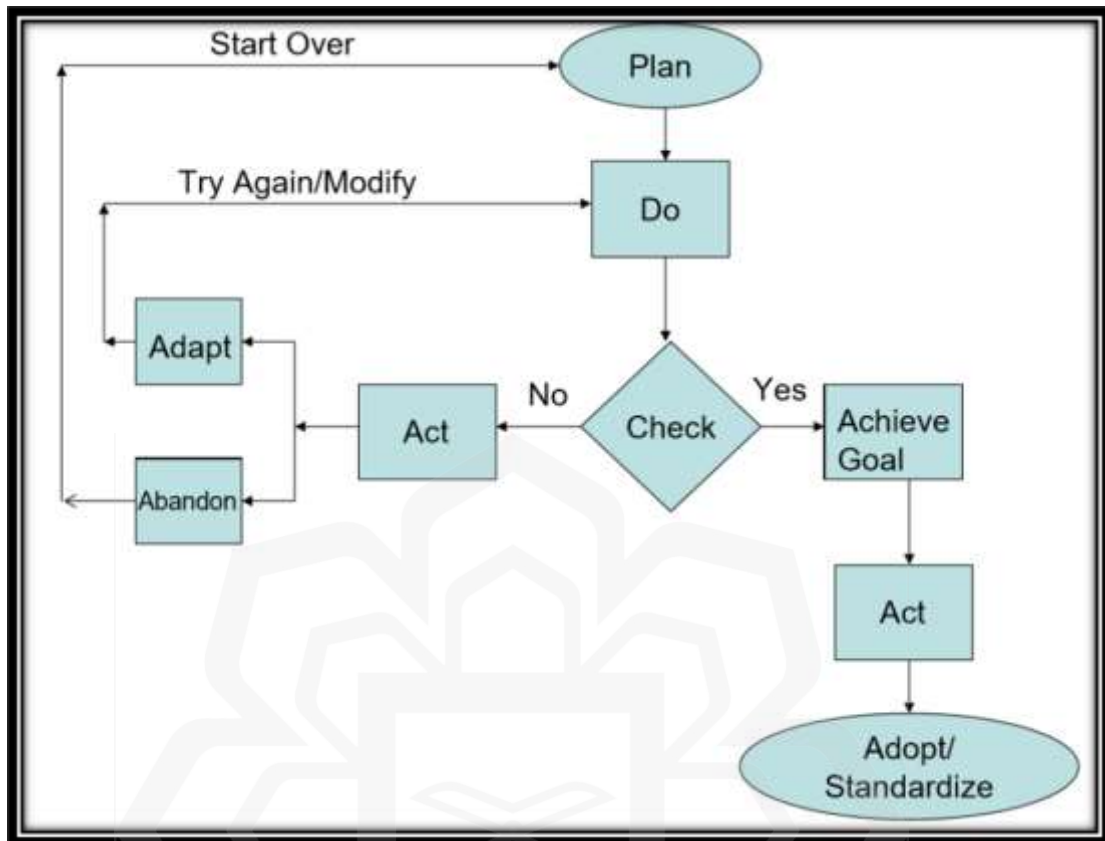 Start Over
Plan
Try Again/Modify
Do
Adapt
No
Yes
Act
Check
Achieve
Goal
Abandon
Act
Adopt/
Standardize